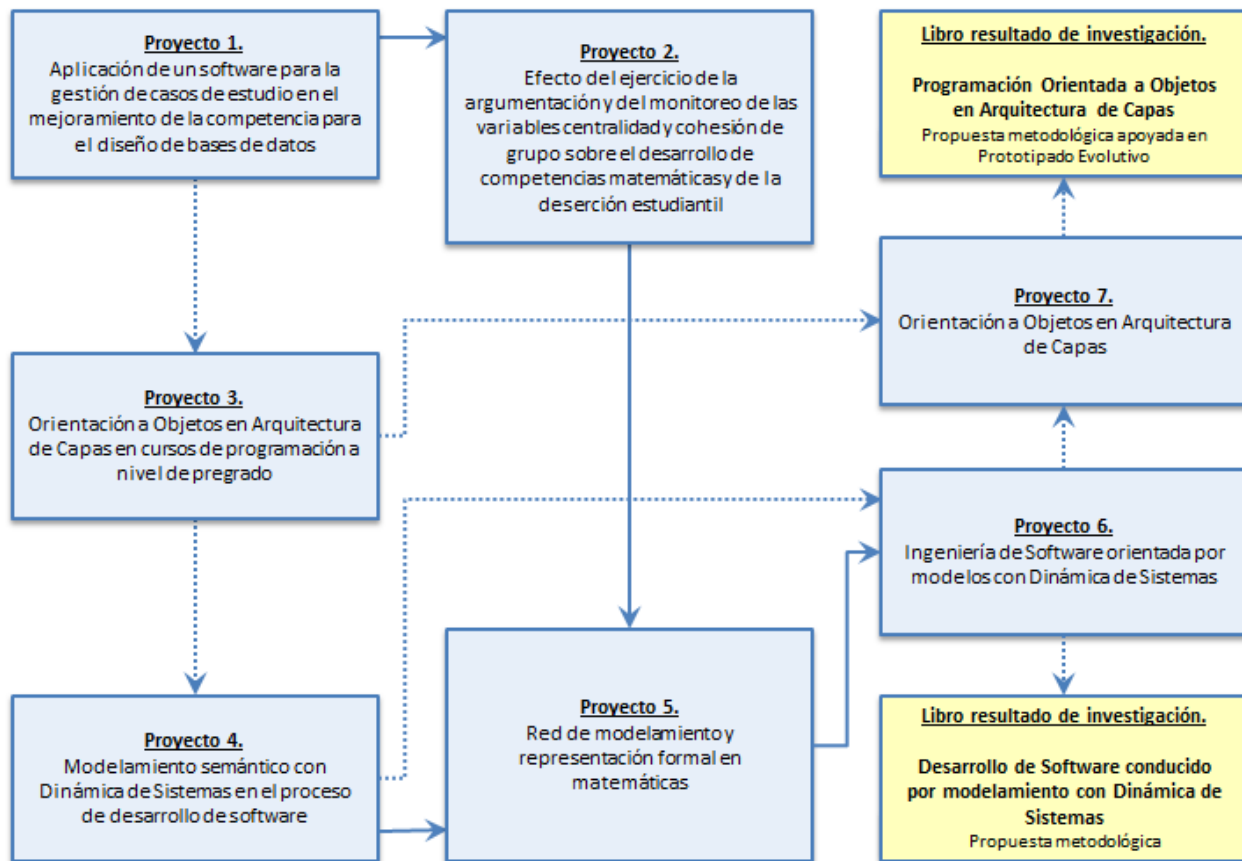 Proyecto 1.
Aplicación de un software para la
gestión de casos de estudio en el
mejoramiento de la competencia para
el diseño de bases de datos
Proyecto 2.
Efecto del ejercicio de la
argumentación y del monitoreo de las
variables centralidad y cohesión de
grupo sobre el desarrollo de
competencias matemáticas y de la
deserción estudiantil
Libro resultado de investigación.
Programación Orientada a Objetos
en Arquitectura de Capas
Propuesta metodológica apoyada en
Prototipado Evolutivo
Proyecto 7.
Orientación a Objetos en Arquitectura
de Capas
Proyecto 3.
Orientación a Objetos en Arquitectura
de Capas en cursos de programación a
nivel de pregrado
Proyecto 6.
Ingeniería de Software orientada por
modelos con Dinámica de Sistemas
Proyecto 4.
Modelamiento semántico con
Dinámica de Sistemas en el proceso
de desarrollo de software
Proyecto 5.
Red de modelamiento y
representación formal en
matemáticas
Libro resultado de investigación.
Desarrollo de Software conducido
por modelamiento con Dinámica de
Sistemas
Propuesta metodológica